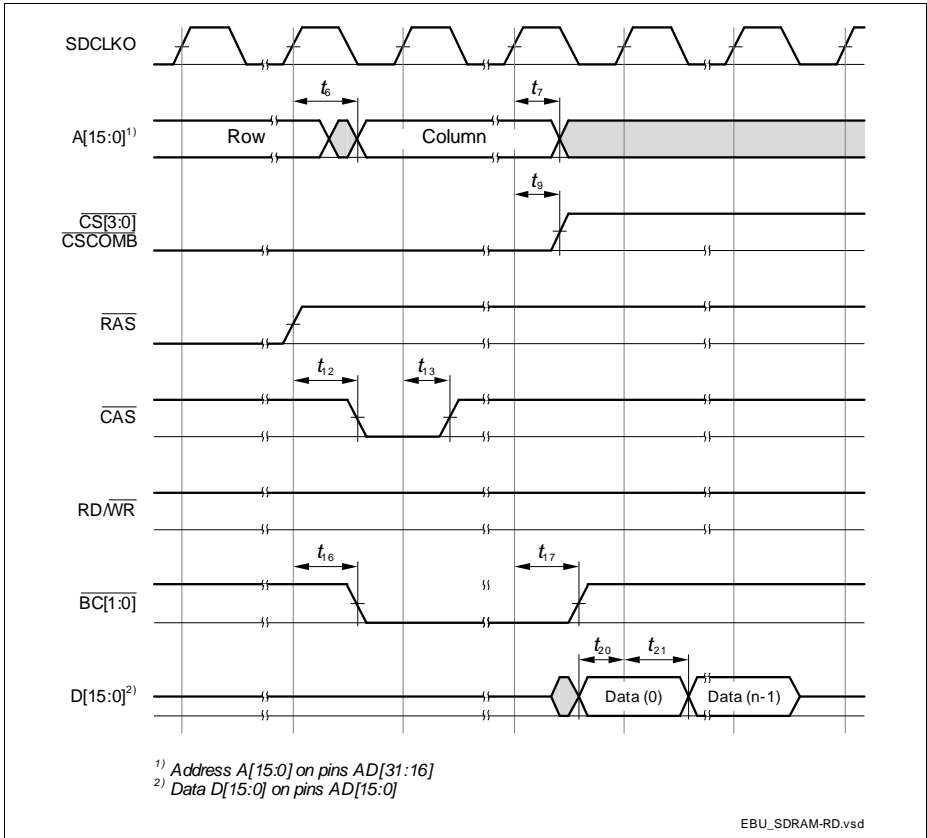 SDCLKO
t6
t7
A[15:0]1)
Row
Column
t9
CS[3:0]
CSCOMB
RAS
t12
t13
CAS
RD/WR
t16
t17
BC[1:0]
t20
t21
D[15:0]2)
Data (0)
Data (n-1)
1) Address A[15:0] on pins AD[31:16]
2) Data D[15:0] on pins AD[15:0]
EBU_SDRAM-RD.vsd